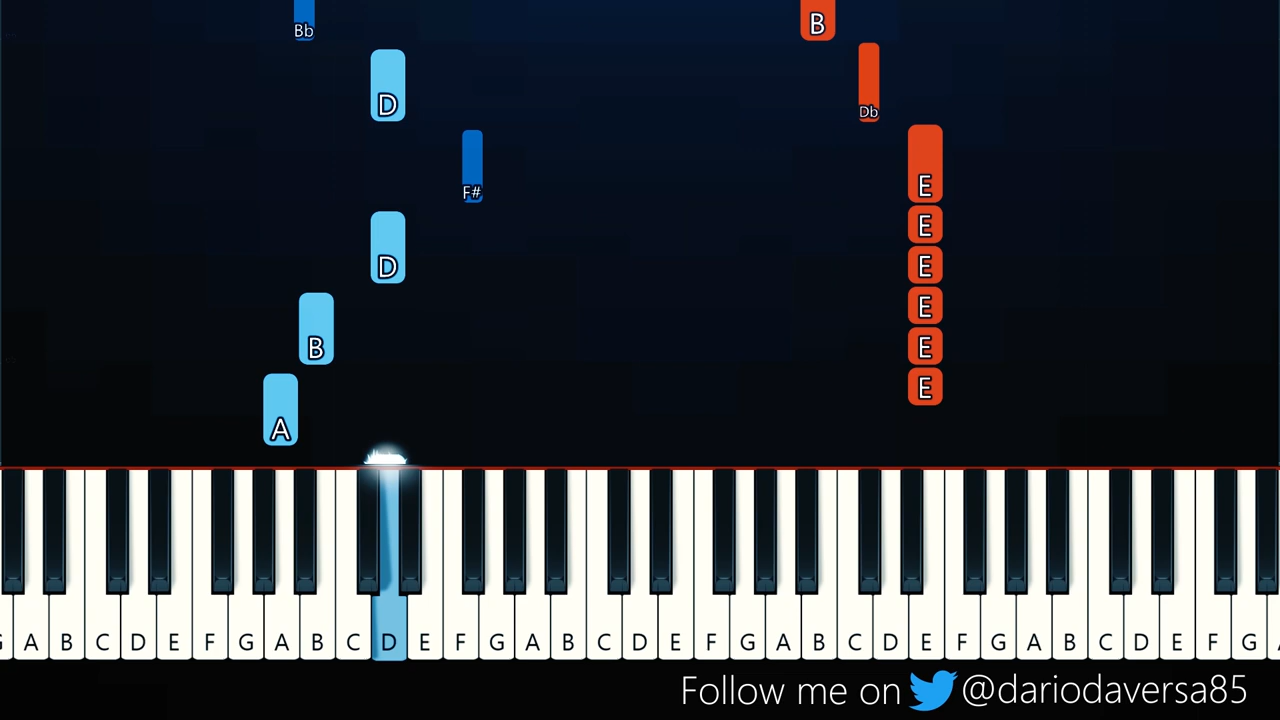 Bb B
D Db
F# E
E
D E
E
B E
A E
A B C D E F G A B C D E F G A B C D E F G A B C D E F G A B C D E F G
Follow me on @dariodaversa85